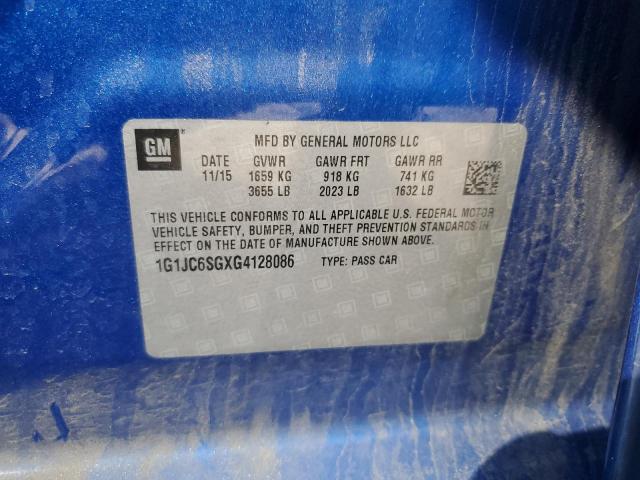 GM
MFD BY GENERAL MOTORS LLC
DATE GVWR GAWR FRT GAWR RR
11/15 1659 KG 918 KG 741 KG
3655 LB 2023 LB 1632 LB
THIS VEHICLE CONFORMS TO ALL APPLICABLE U.S. FEDERAL MOTOR
VEHICLE SAFETY, BUMPER, AND THEFT PREVENTION STANDARDS IN
EFFECT ON THE DATE OF MANUFACTURE SHOWN ABOVE.
1G1JC6SGXG4128086 TYPE: PASS CAR